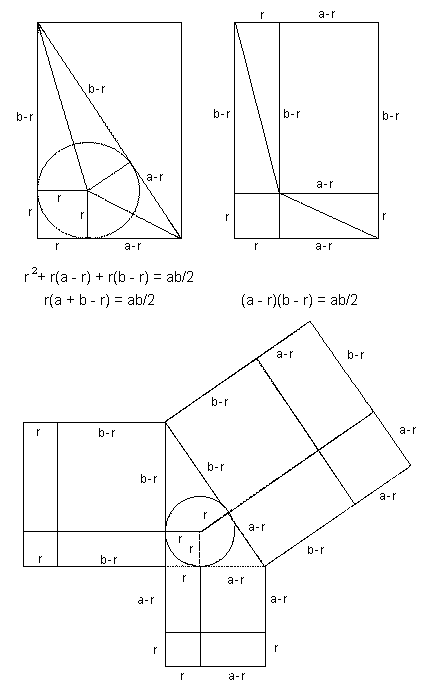 r a-r
b-r
b-r b-r b-r b-r
a-r a-r
r r r r
r a-r r a-r
r²+ r(a - r) + r(b - r) = ab/2
r(a + b - r) = ab/2 (a - r)(b - r) = ab/2
a-r b-r
b-r
r b-r a-r
b-r b-r
r a-r
r r a-r
r b-r b-r
r a-r
a-r a-r
r r
r a-r